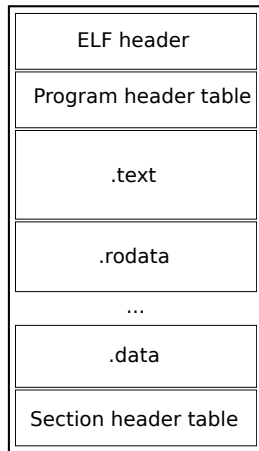 ELF header
Program header table
.text
.rodata
...
.data
Section header table